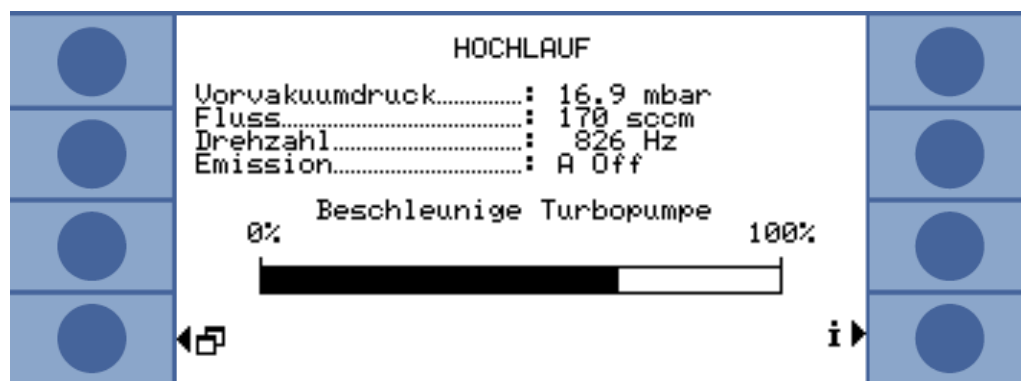 HOCHLAUF
Vorvakuumdruck..............: 16.9 mbar
Fluss.................................: 170 sccm
Drehzahl..........................: 826 Hz
Emission..........................: A Off
Beschleunige Turbopumpe
0% 100%
i